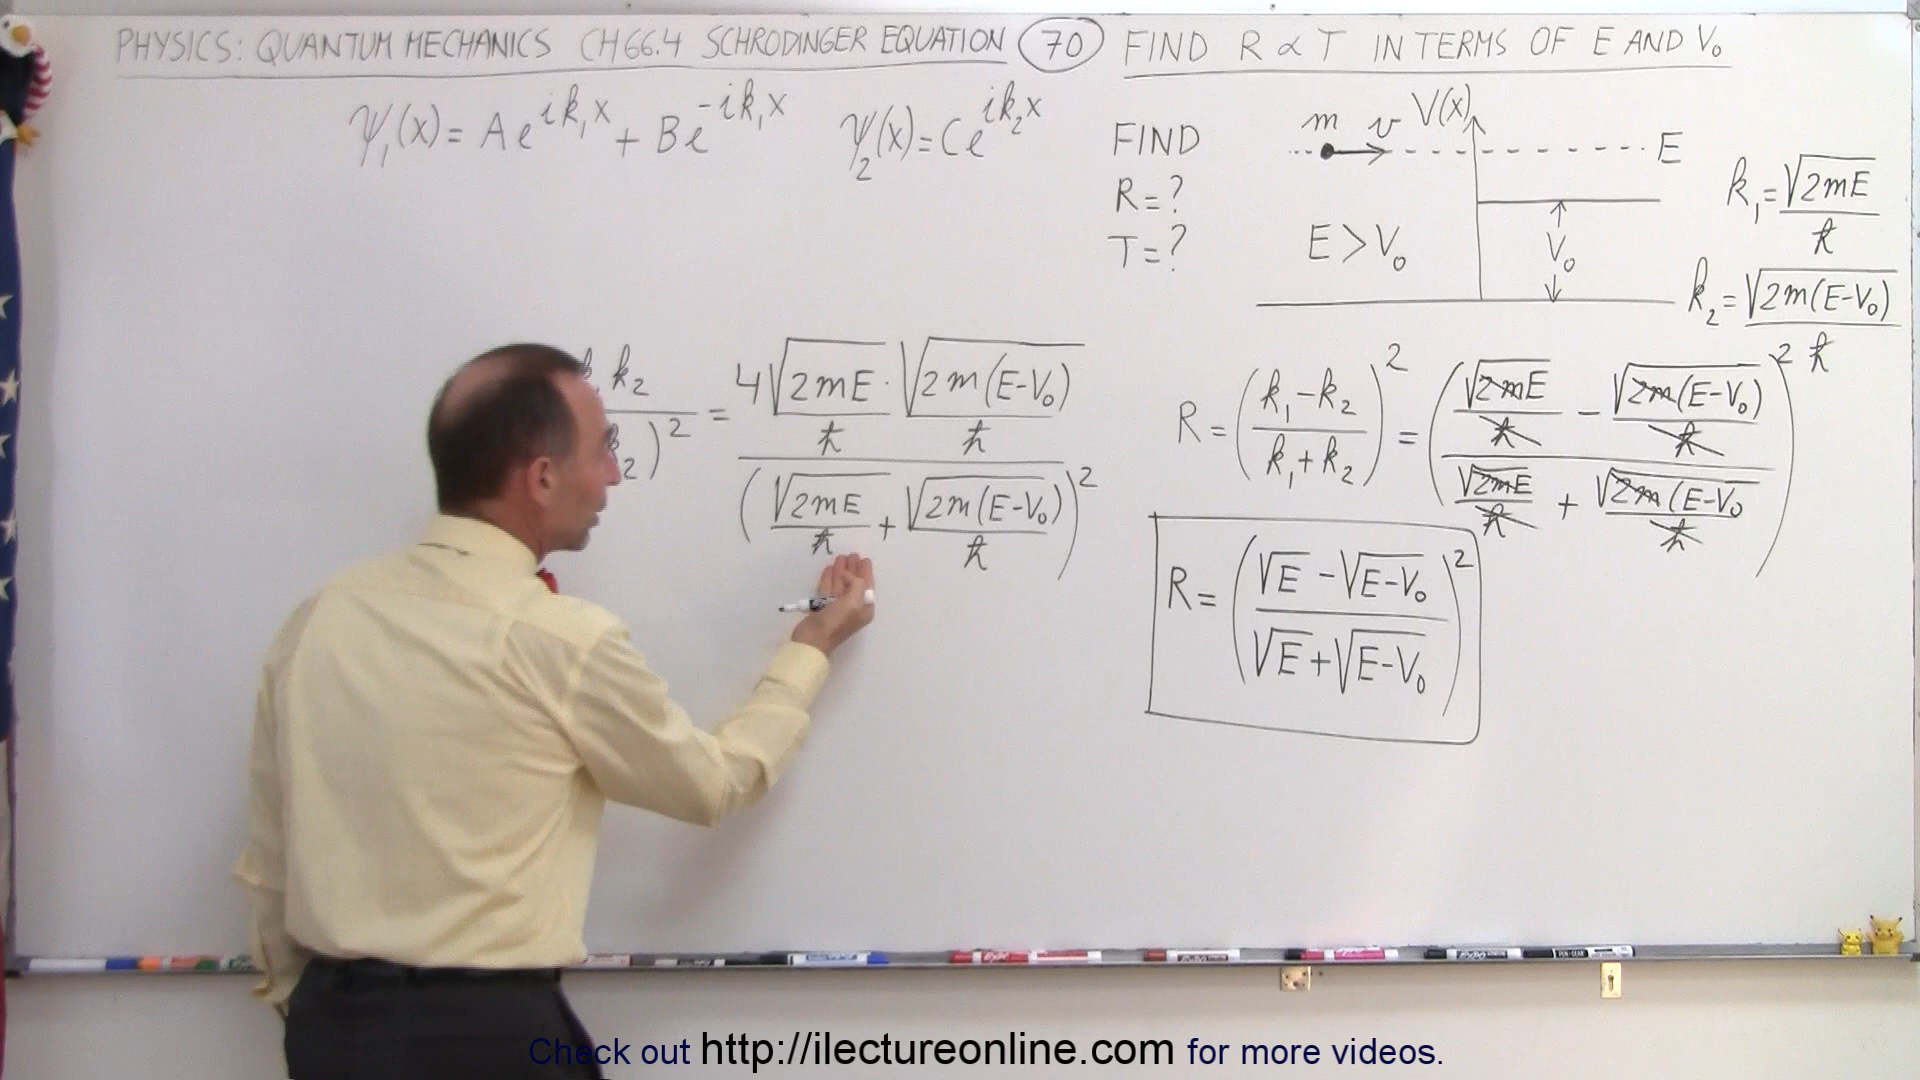 PHYSICS: QUANTUM MECHANICS CH 66.4 SCHRODINGER EQUATION 70 FIND R & T IN TERMS OF E AND V₀
ψ₁(x) = A e^{ik₁x} + B e^{-ik₁x} ψ₂(x) = C e^{ik₂x}
FIND
R = ?
T = ?
m v V(x)
E
E > V₀
V₀
k₁ = √(2mE) / ħ
k₂ = √(2m(E-V₀)) / ħ
k₂ / ₂)² = (4 √(2mE)/ħ · √(2m(E-V₀))/ħ) / (√(2mE)/ħ + √(2m(E-V₀))/ħ)²
R = ((k₁ - k₂) / (k₁ + k₂))² = ((√(2mE)/ħ - √(2m(E-V₀))/ħ) / (√(2mE)/ħ + √(2m(E-V₀)/ħ))²
R = ((√E - √(E-V₀)) / (√E + √(E-V₀)))²
Check out http://ilectureonline.com for more videos.